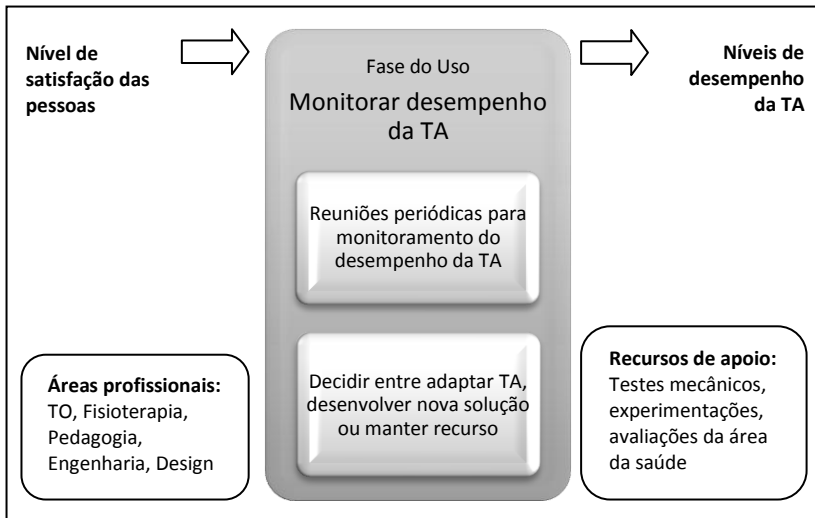 Nível de
satisfação das
pessoas
Fase do Uso
Monitorar desempenho
da TA
Níveis de
desempenho
da TA
Reuniões periódicas para
monitoramento do
desempenho da TA
Áreas profissionais:
TO, Fisioterapia,
Pedagogia,
Engenharia, Design
Decidir entre adaptar TA,
desenvolver nova solução
ou manter recurso
Recursos de apoio:
Testes mecânicos,
experimentações,
avaliações da área
da saúde